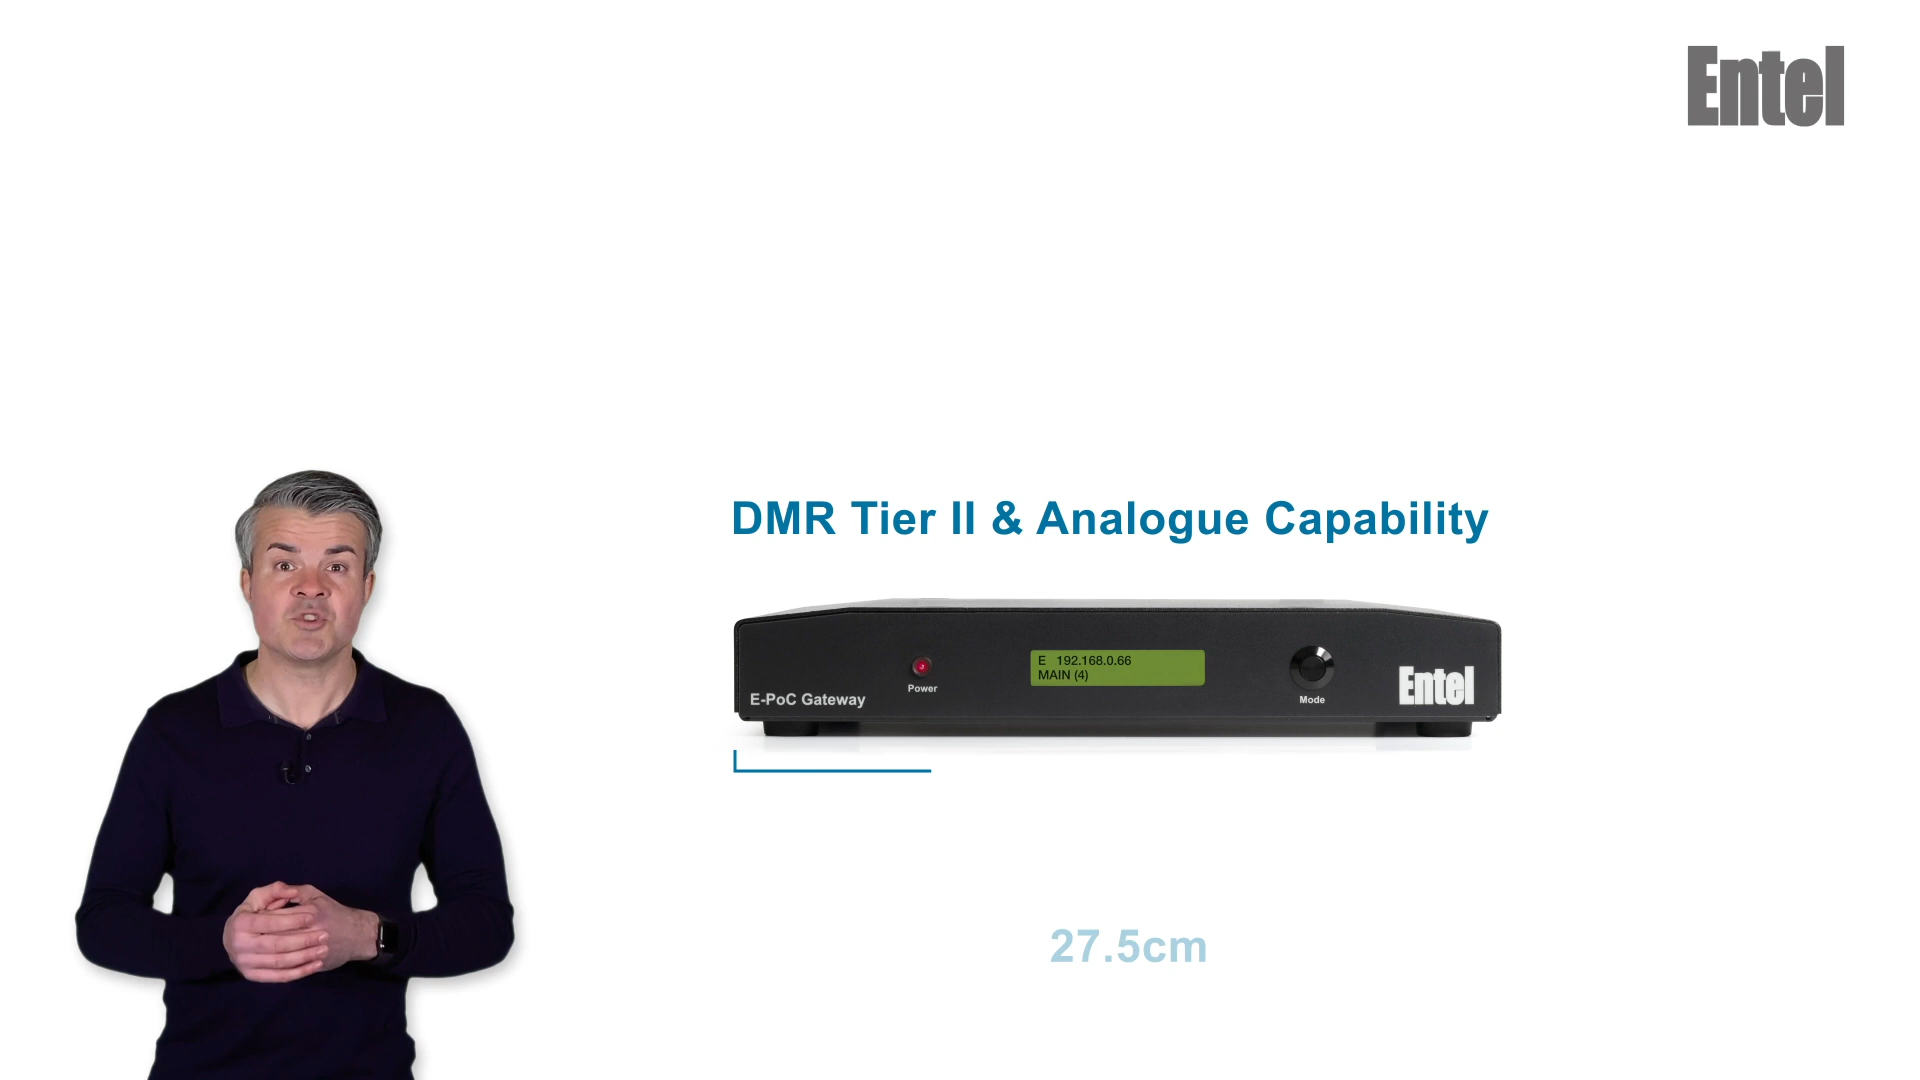 Entel
DMR Tier II & Analogue Capability
E 192.168.0.66
MAIN (4)
Power
Mode
E-PoC Gateway
Entel
27.5cm